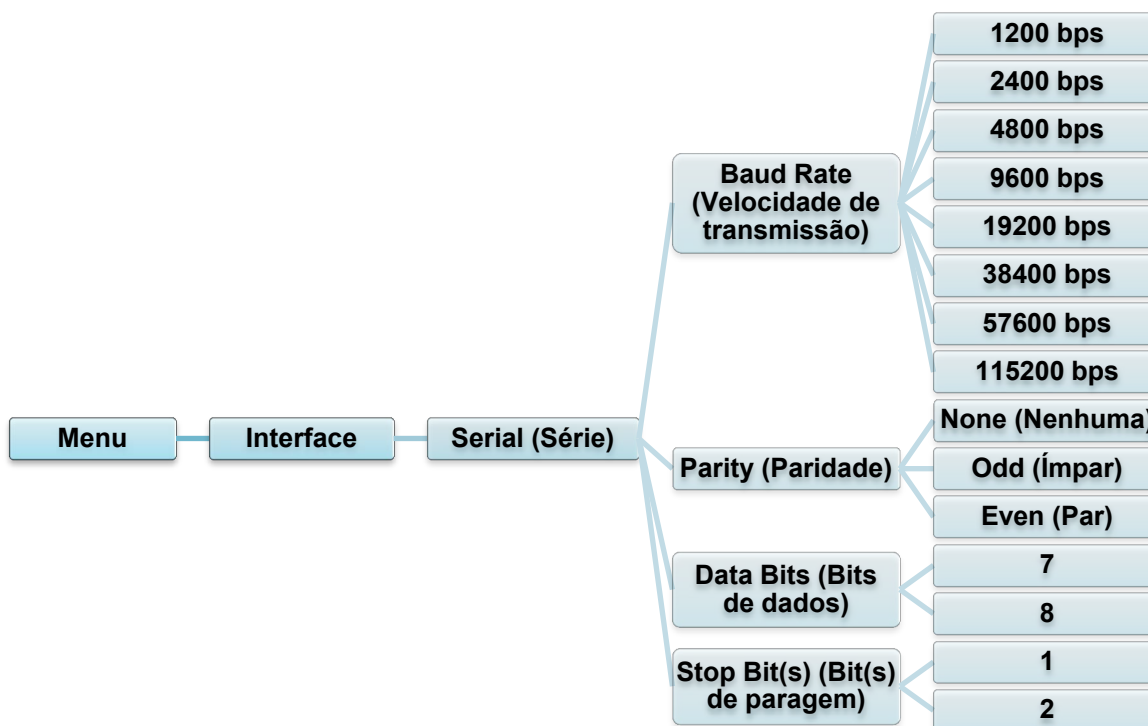 Menu
Interface
Serial (Série)
Baud Rate
(Velocidade de
transmissão)
1200 bps
2400 bps
4800 bps
9600 bps
19200 bps
38400 bps
57600 bps
115200 bps
Parity (Paridade)
None (Nenhuma)
Odd (Ímpar)
Even (Par)
Data Bits (Bits
de dados)
7
8
Stop Bit(s) (Bit(s)
de paragem)
1
2